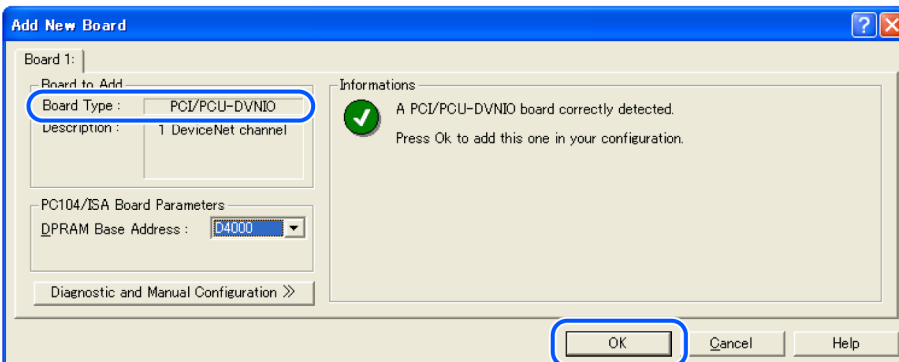 Add New Board
Board 1:
Board to Add
Board Type : PCI/PCU-DVNIO
Description : 1 DeviceNet channel
PC104/ISA Board Parameters
DPRAM Base Address : D4000
Diagnostic and Manual Configuration >>
Informations
A PCI/PCU-DVNIO board correctly detected.
Press Ok to add this one in your configuration.
OK Cancel Help